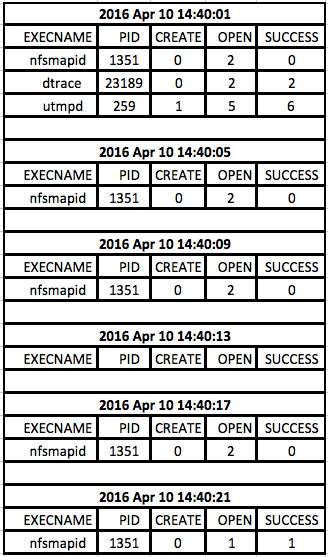 2016 Apr 10 14:40:01
EXECNAME PID CREATE OPEN SUCCESS
nfsmapid 1351 0 2 0
dtrace 23189 0 2 2
utmpd 259 1 5 6
2016 Apr 10 14:40:05
EXECNAME PID CREATE OPEN SUCCESS
nfsmapid 1351 0 2 0
2016 Apr 10 14:40:09
EXECNAME PID CREATE OPEN SUCCESS
nfsmapid 1351 0 2 0
2016 Apr 10 14:40:13
EXECNAME PID CREATE OPEN SUCCESS
2016 Apr 10 14:40:17
EXECNAME PID CREATE OPEN SUCCESS
nfsmapid 1351 0 2 0
2016 Apr 10 14:40:21
EXECNAME PID CREATE OPEN SUCCESS
nfsmapid 1351 0 1 1